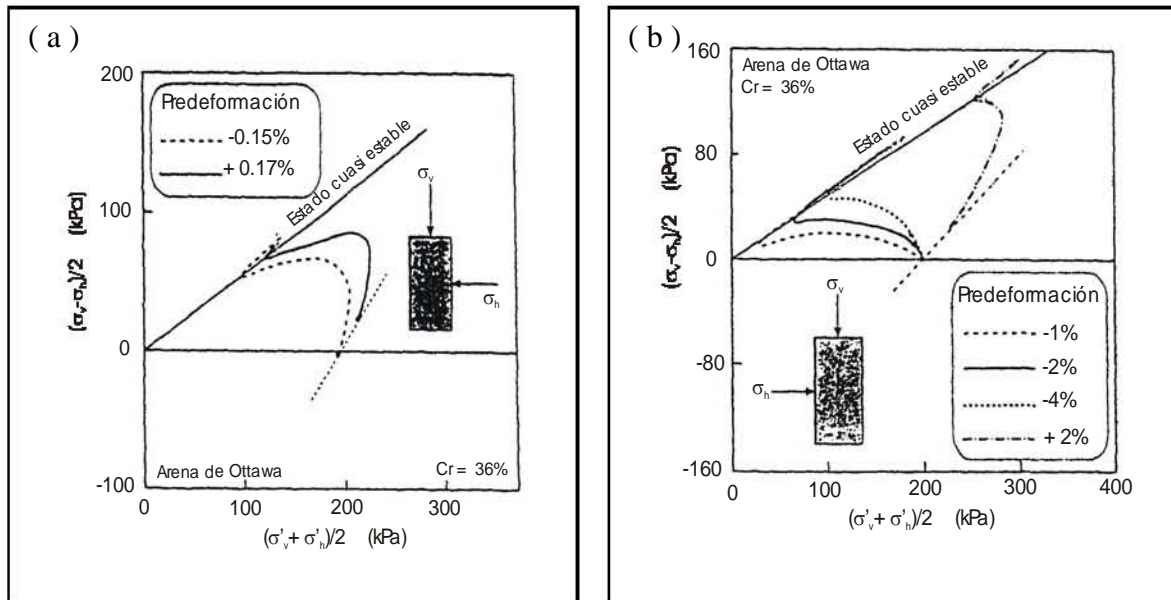 ( a )
200
100
0
-100
Predeformación
-0.15%
+ 0.17%
Estado cuasi estable
σv
σh
(σv-σh)/2 (kPa)
Arena de Ottawa
Cr = 36%
0
100
200
300
(σ'v + σ'h)/2 (kPa)
( b )
160
80
0
-80
-160
Arena de Ottawa
Cr = 36%
Estado cuasi estable
(σv-σh)/2 (kPa)
σv
σh
Predeformación
-1%
-2%
-4%
+ 2%
0
100
200
300
400
(σ'v + σ'h)/2 (kPa)